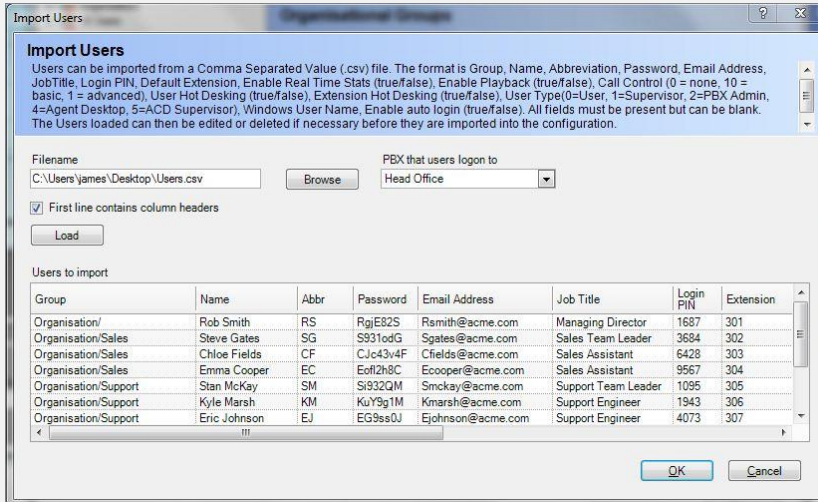 Import Users
Organisational Groups
Import Users
Users can be imported from a Comma Separated Value (.csv) file. The format is Group, Name, Abbreviation, Password, Email Address,
JobTitle, Login PIN, Default Extension, Enable Real Time Stats (true/false), Enable Playback (true/false), Call Control (0 = none, 10 =
basic, 1 = advanced), User Hot Desking (true/false), Extension Hot Desking (true/false), User Type(0=User, 1=Supervisor, 2=PBX Admin,
4=Agent Desktop, 5=ACD Supervisor), Windows User Name, Enable auto login (true/false). All fields must be present but can be blank.
The Users loaded can then be edited or deleted if necessary before they are imported into the configuration.
Filename PBX that users logon to
C:\Users\james\Desktop\Users.csv Browse Head Office
First line contains column headers
Load
Users to import
Group Name Abbr Password Email Address Job Title Login PIN Extension
Organisation/ Rob Smith RS RgjE82S Rsmith@acme.com Managing Director 1687 301
Organisation/Sales Steve Gates SG S931odG Sgates@acme.com Sales Team Leader 3684 302
Organisation/Sales Chloe Fields CF CJc43v4F Cfields@acme.com Sales Assistant 6428 303
Organisation/Sales Emma Cooper EC Eofl2h8C Ecooper@acme.com Sales Assistant 9567 304
Organisation/Support Stan McKay SM Si932QM Smckay@acme.com Support Team Leader 1095 305
Organisation/Support Kyle Marsh KM KuY9g1M Kmarsh@acme.com Support Engineer 1943 306
Organisation/Support Eric Johnson EJ EG9ss0J Ejohnson@acme.com Support Engineer 4073 307
OK Cancel